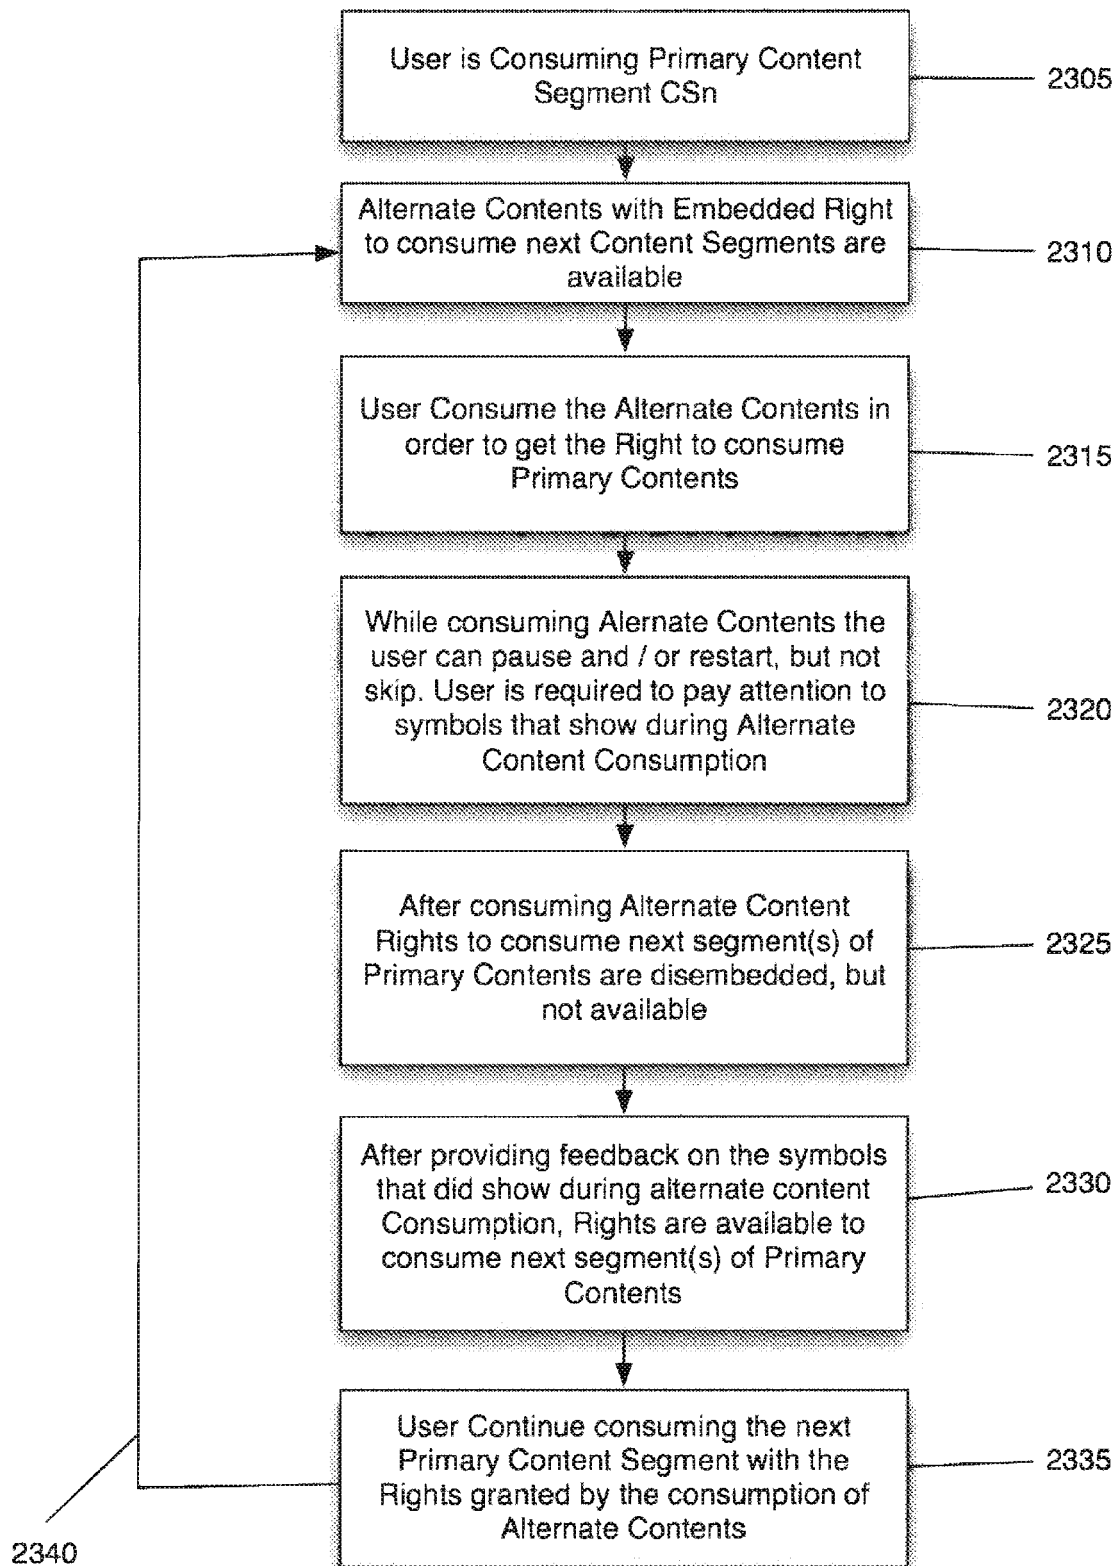 User is Consuming Primary Content
Segment CSn
2305
Alternate Contents with Embedded Right
to consume next Content Segments are
available
2310
User Consume the Alternate Contents in
order to get the Right to consume
Primary Contents
2315
While consuming Alernate Contents the
user can pause and / or restart, but not
skip. User is required to pay attention to
symbols that show during Alternate
Content Consumption
2320
After consuming Alternate Content
Rights to consume next segment(s) of
Primary Contents are disembedded, but
not available
2325
After providing feedback on the symbols
that did show during alternate content
Consumption, Rights are available to
consume next segment(s) of Primary
Contents
2330
User Continue consuming the next
Primary Content Segment with the
Rights granted by the consumption of
Alternate Contents
2335
2340